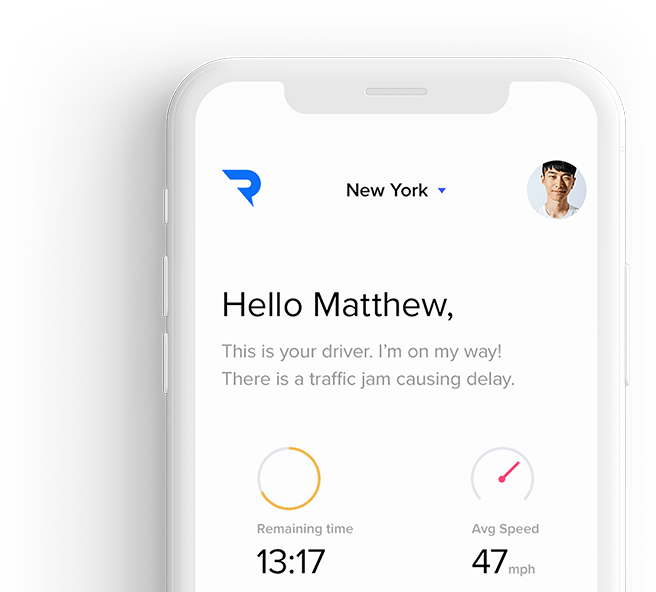 New York
Hello Matthew,
This is your driver. I'm on my way!
There is a traffic jam causing delay.
Remaining time
Avg Speed
13:17
47 mph